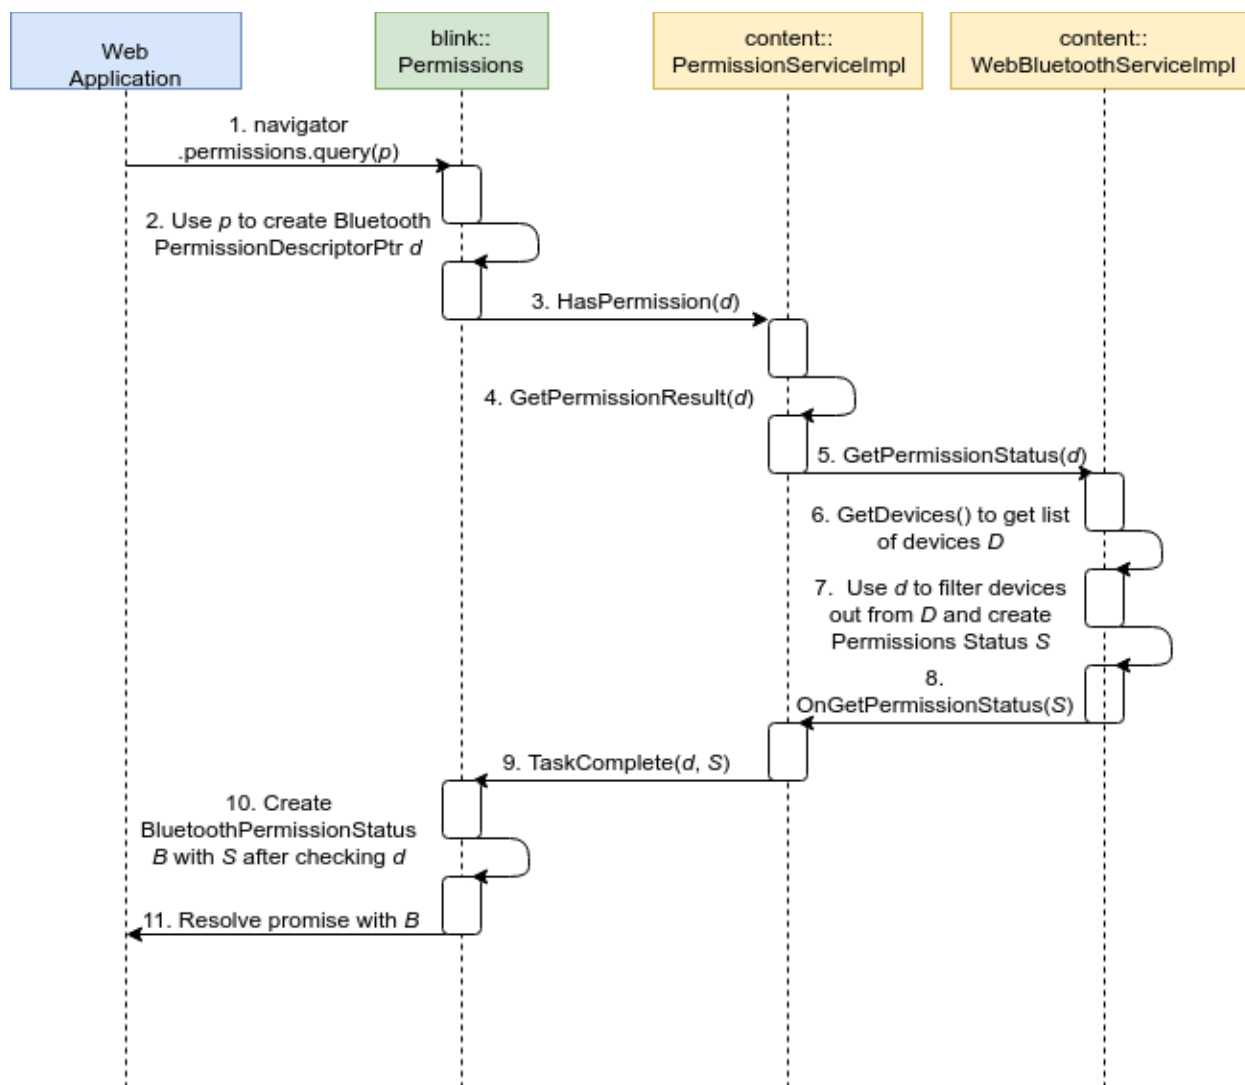 Web
Application
blink::
Permissions
content::
PermissionServiceImpl
content::
WebBluetoothServiceImpl
1. navigator
.permissions.query(p)
2. Use p to create Bluetooth
PermissionDescriptorPtr d
3. HasPermission(d)
4. GetPermissionResult(d)
5. GetPermissionStatus(d)
6. GetDevices() to get list
of devices D
7. Use d to filter devices
out from D and create
Permissions Status S
8.
OnGetPermissionStatus(S)
9. TaskComplete(d, S)
10. Create
BluetoothPermissionStatus
B with S after checking d
11. Resolve promise with B